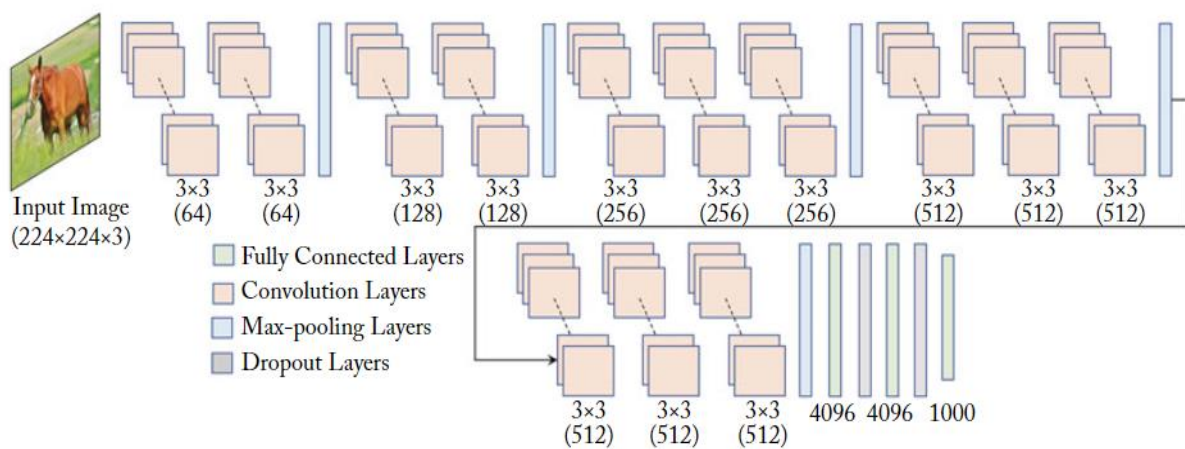 3×3 3×3 3×3 3×3 3×3 3×3 3×3 3×3 3×3 3×3
(64) (64) (128) (128) (256) (256) (256) (512) (512) (512)
Input Image
(224×224×3)
Fully Connected Layers
Convolution Layers
Max-pooling Layers
Dropout Layers
3×3 3×3 3×3 4096 4096 1000
(512) (512) (512)